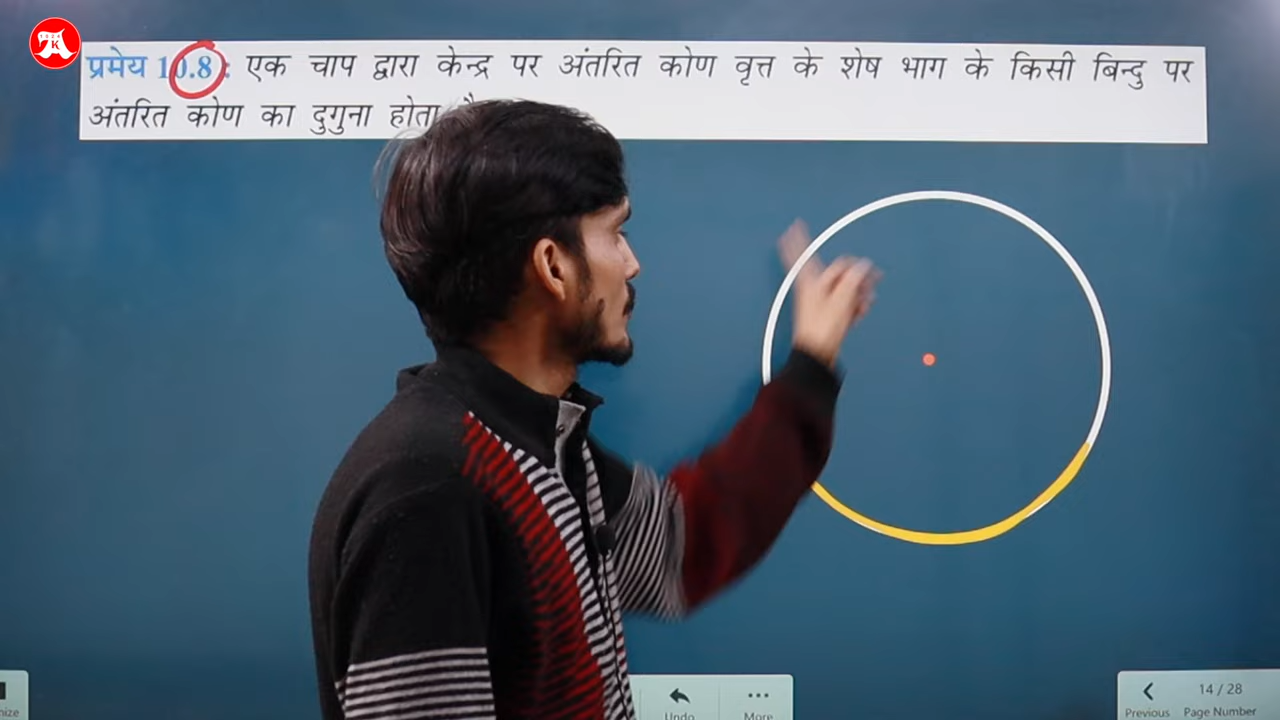 प्रमेय 10.8 : एक चाप द्वारा केन्द्र पर अंतरित कोण वृत्त के शेष भाग के किसी बिन्दु पर
अंतरित कोण का दुगुना होता
K
Undo
More
Previous
14 / 28
Page Number